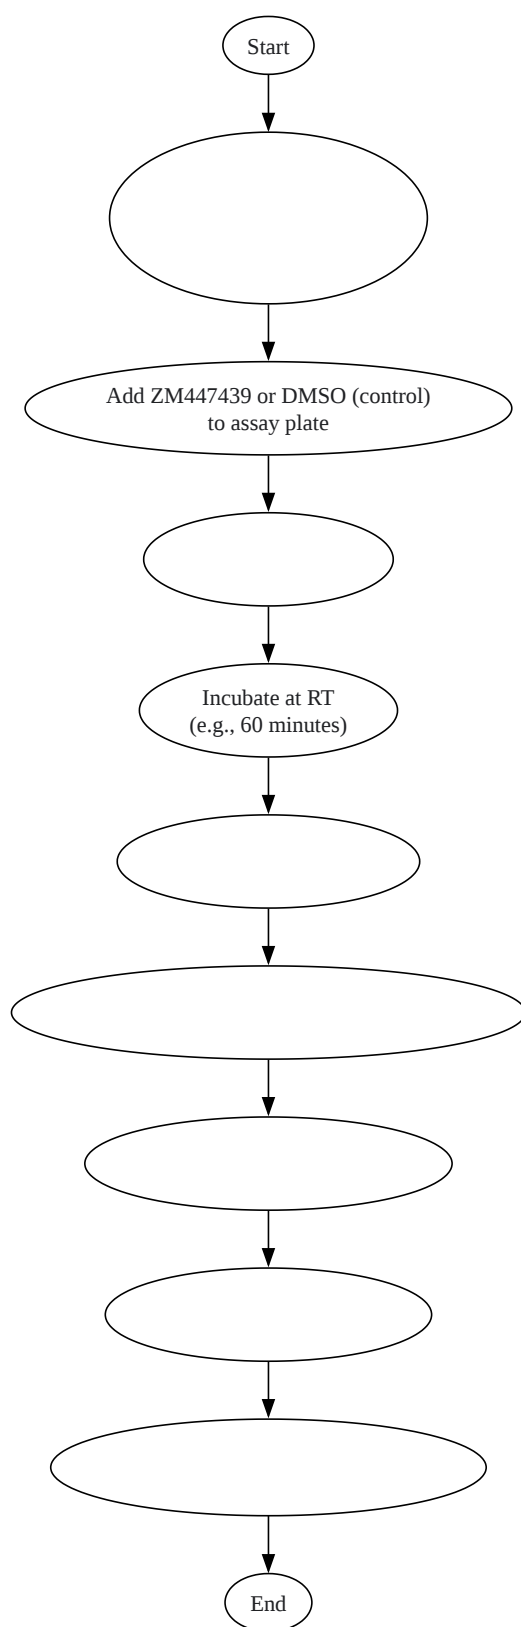 Start
Add ZM447439 or DMSO (control)
to assay plate
Incubate at RT
(e.g., 60 minutes)
End